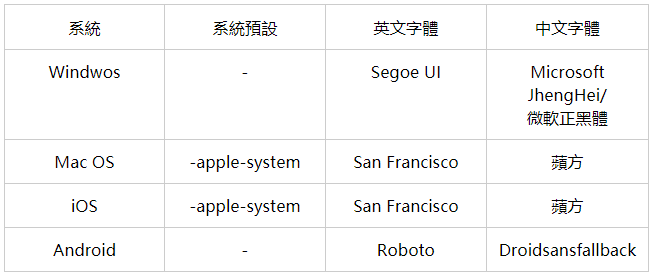 系統 系統預設 英文字體 中文字體
Windwos - Segoe UI Microsoft
JhengHei/
微軟正黑體
Mac OS -apple-system San Francisco 蘋方
iOS -apple-system San Francisco 蘋方
Android - Roboto Droidsansfallback